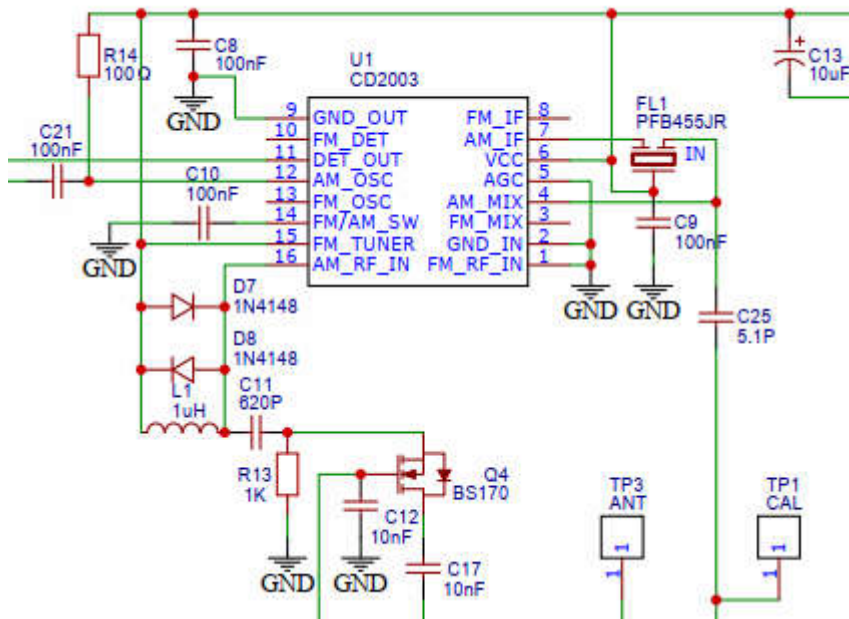 R14
100Ω
C8
100nF
U1
CD2003
C13
10uF
+
FL1
PFB455JR
IN
C21
100nF
GND
9 GND_OUT FM_IF 8
10 FM_DET AM_IF 7
11 DET_OUT VCC 6
12 AM_OSC AGC 5
13 FM_OSC AM_MIX 4
14 FM/AM_SW FM_MIX 3
15 FM_TUNER GND_IN 2
16 AM_RF_IN FM_RF_IN 1
C10
100nF
GND
C9
100nF
GND
GND
D7
1N4148
D8
1N4148
L1
1uH
C11
620P
C25
5.1P
R13
1K
GND
Q4
BS170
C12
10nF
GND
C17
10nF
TP3
ANT
1
1
TP1
CAL
1
1